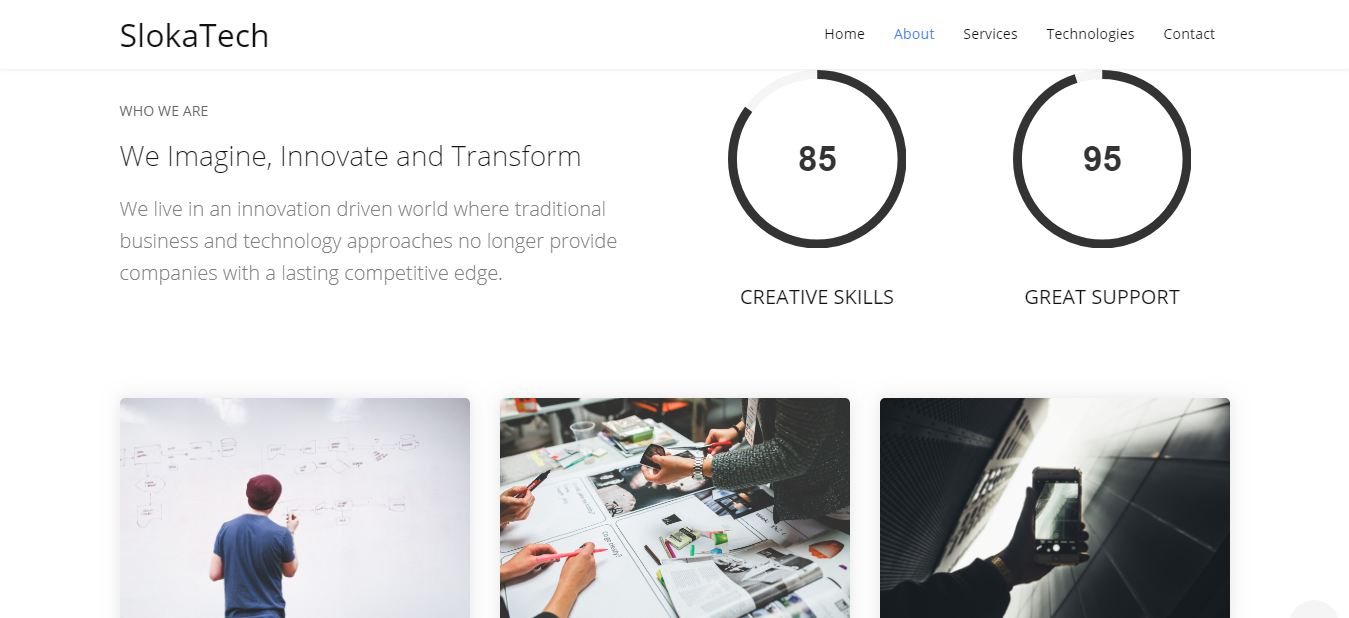 SlokaTech
Home About Services Technologies Contact
WHO WE ARE
We Imagine, Innovate and Transform
We live in an innovation driven world where traditional
business and technology approaches no longer provide
companies with a lasting competitive edge.
85
CREATIVE SKILLS
95
GREAT SUPPORT